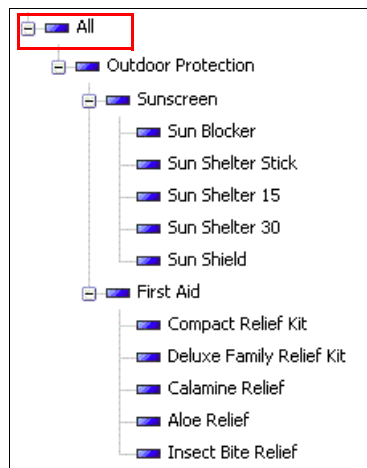 All
Outdoor Protection
Sunscreen
Sun Blocker
Sun Shelter Stick
Sun Shelter 15
Sun Shelter 30
Sun Shield
First Aid
Compact Relief Kit
Deluxe Family Relief Kit
Calamine Relief
Aloe Relief
Insect Bite Relief